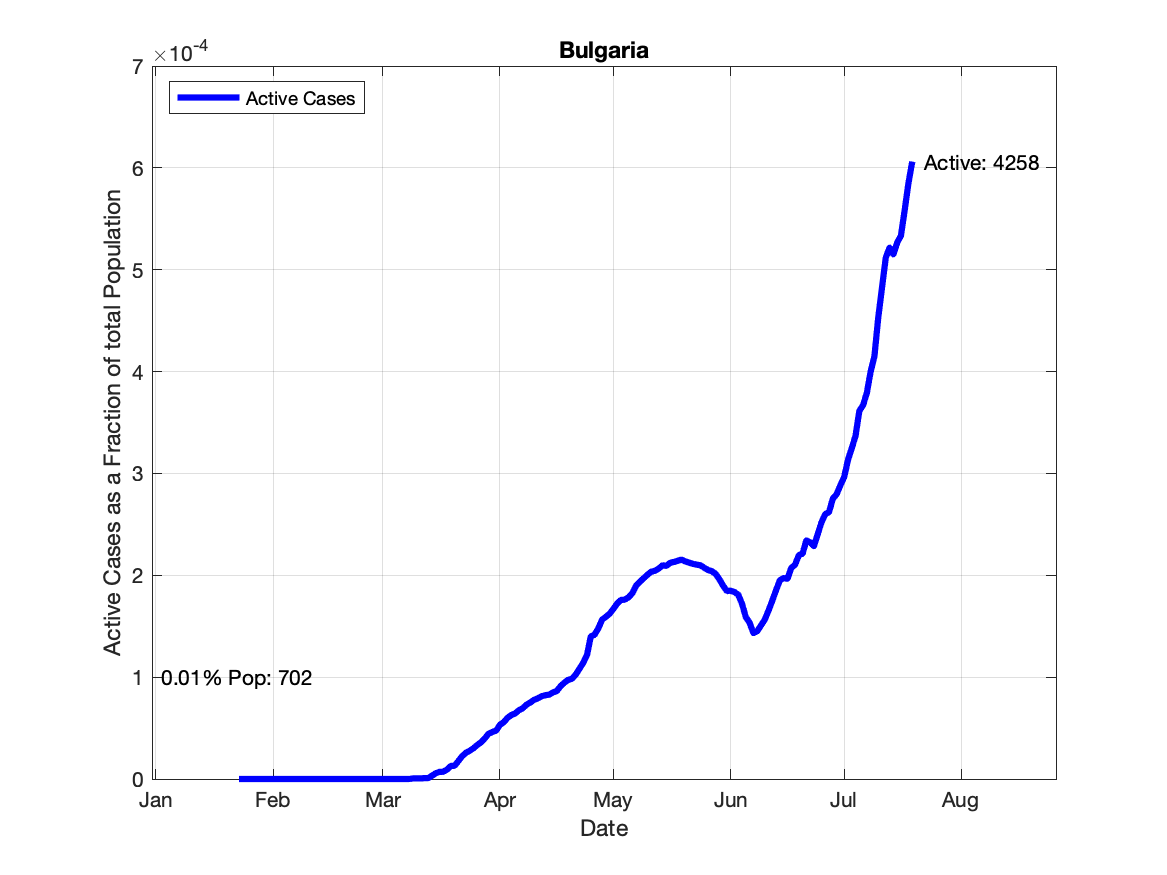 Bulgaria
×10-4
Active Cases
7
6
5
4
3
2
1
0
Active: 4258
0.01% Pop: 702
Active Cases as a Fraction of total Population
Jan Feb Mar Apr May Jun Jul Aug
Date